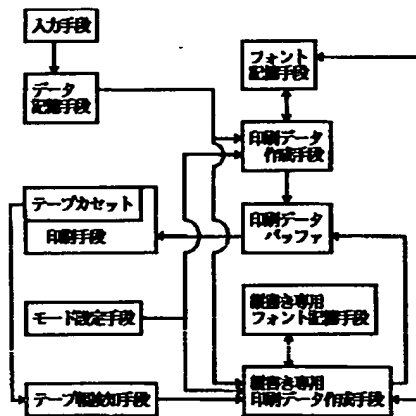 入力手段
データ
記憶手段
フォント
記憶手段
印刷データ
作成手段
テープカセット
印刷手段
印刷データ
バッファ
モード設定手段
縦書き専用
フォント記憶手段
テープ幅検知手段
縦書き専用
印刷データ作成手段